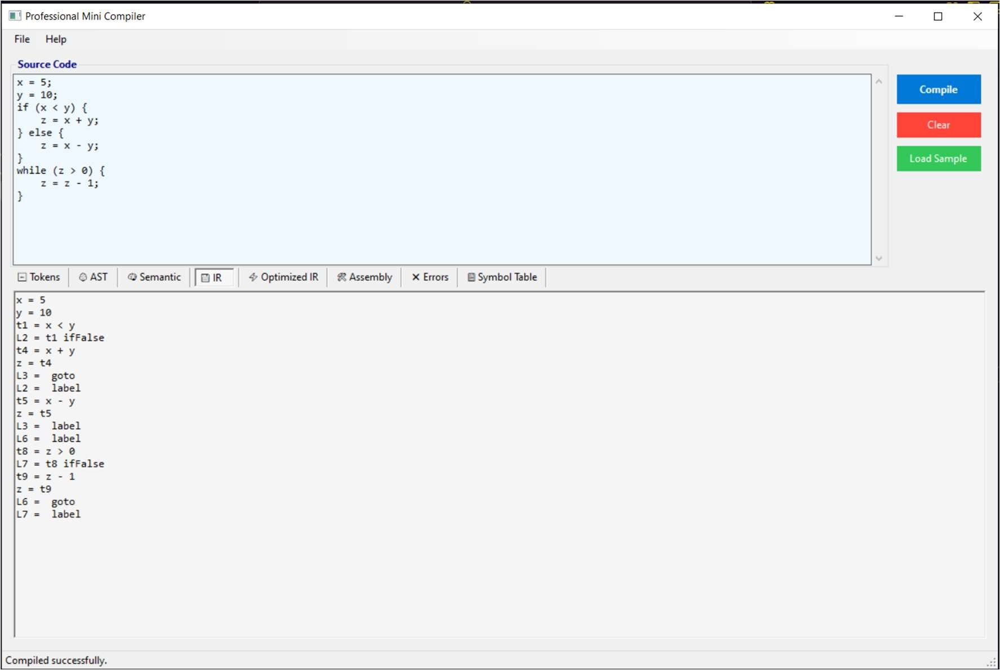 Professional Mini Compiler
File Help
Source Code
x = 5;
y = 10;
if (x < y) {
    z = x + y;
} else {
    z = x - y;
}
while (z > 0) {
    z = z - 1;
}
Compile
Clear
Load Sample
Tokens AST Semantic IR Optimized IR Assembly Errors Symbol Table
x = 5
y = 10
t1 = x < y
L2 = t1 ifFalse
t4 = x + y
z = t4
L3 =  goto
L2 =  label
t5 = x - y
z = t5
L3 =  label
L6 =  label
t8 = z > 0
L7 = t8 ifFalse
t9 = z - 1
z = t9
L6 =  goto
L7 =  label
Compiled successfully.